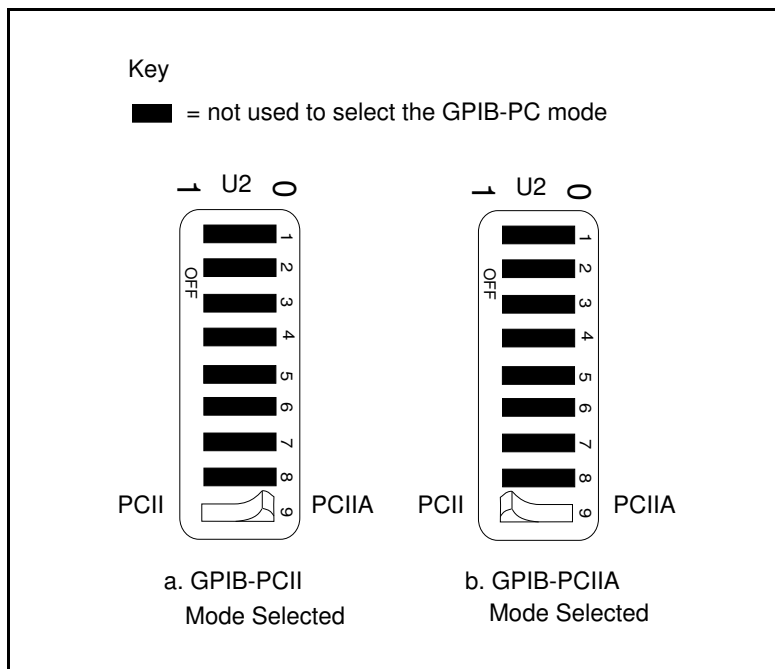 Key
= not used to select the GPIB-PC mode
1 U2 0
OFF
1
2
3
4
5
6
7
8
9
PCII PCIIA
a. GPIB-PCII
Mode Selected
1 U2 0
OFF
1
2
3
4
5
6
7
8
9
PCII PCIIA
b. GPIB-PCIIA
Mode Selected